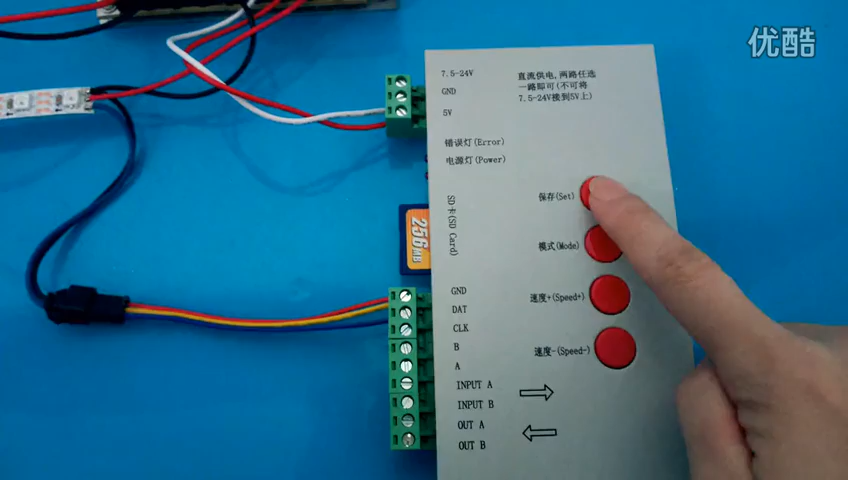 优酷
7.5-24V
GND
5V
直流供电,两路任选
一路即可(不可将
7.5-24V接到5V上)
错误灯(Error)
电源灯(Power)
SD卡(SD Card)
256MB
保存(Set)
模式(Mode)
速度+(Speed+)
速度-(Speed-)
GND
DAT
CLK
B
A
INPUT A
INPUT B
OUT A
OUT B